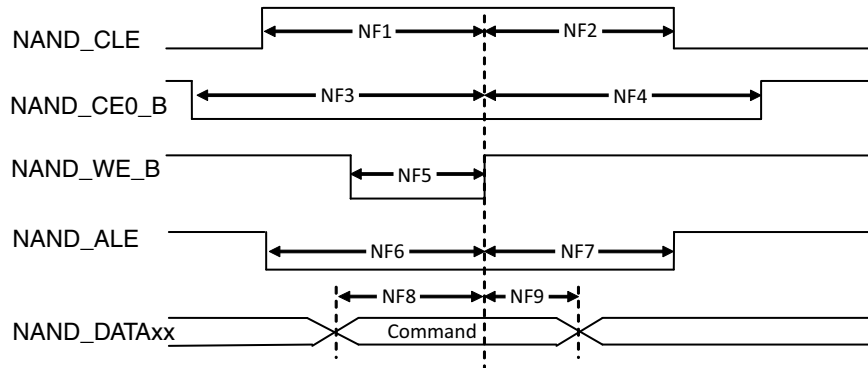 NAND_CLE NF1 NF2
NAND_CE0_B NF3 NF4
NAND_WE_B NF5
NAND_ALE NF6 NF7
NF8 NF9
NAND_DATAxx Command